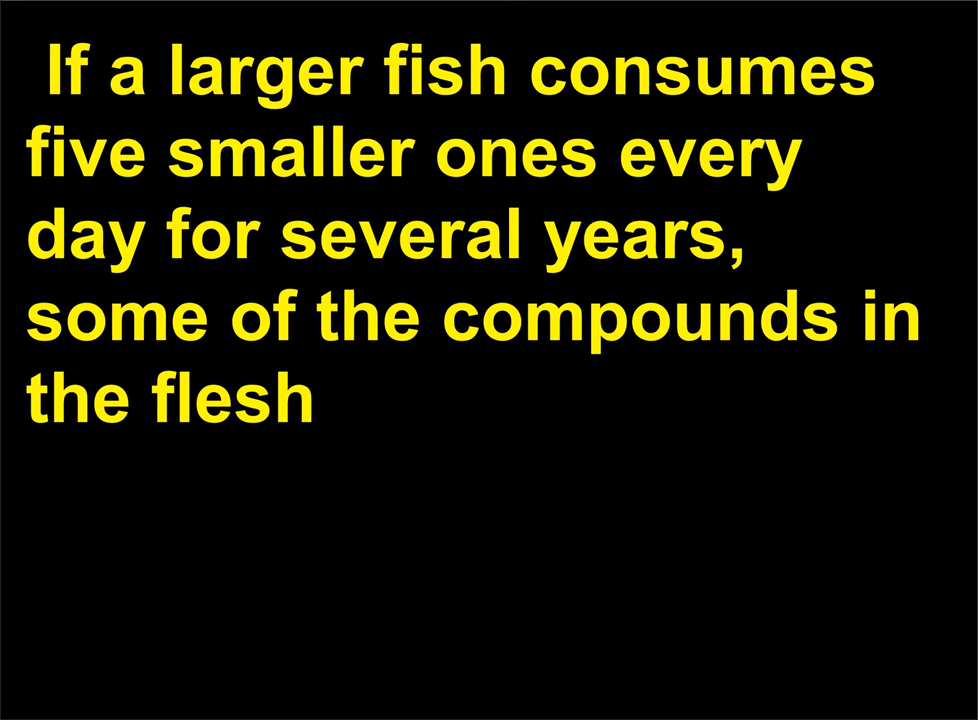 If a larger fish consumes
five smaller ones every
day for several years,
some of the compounds in
the flesh